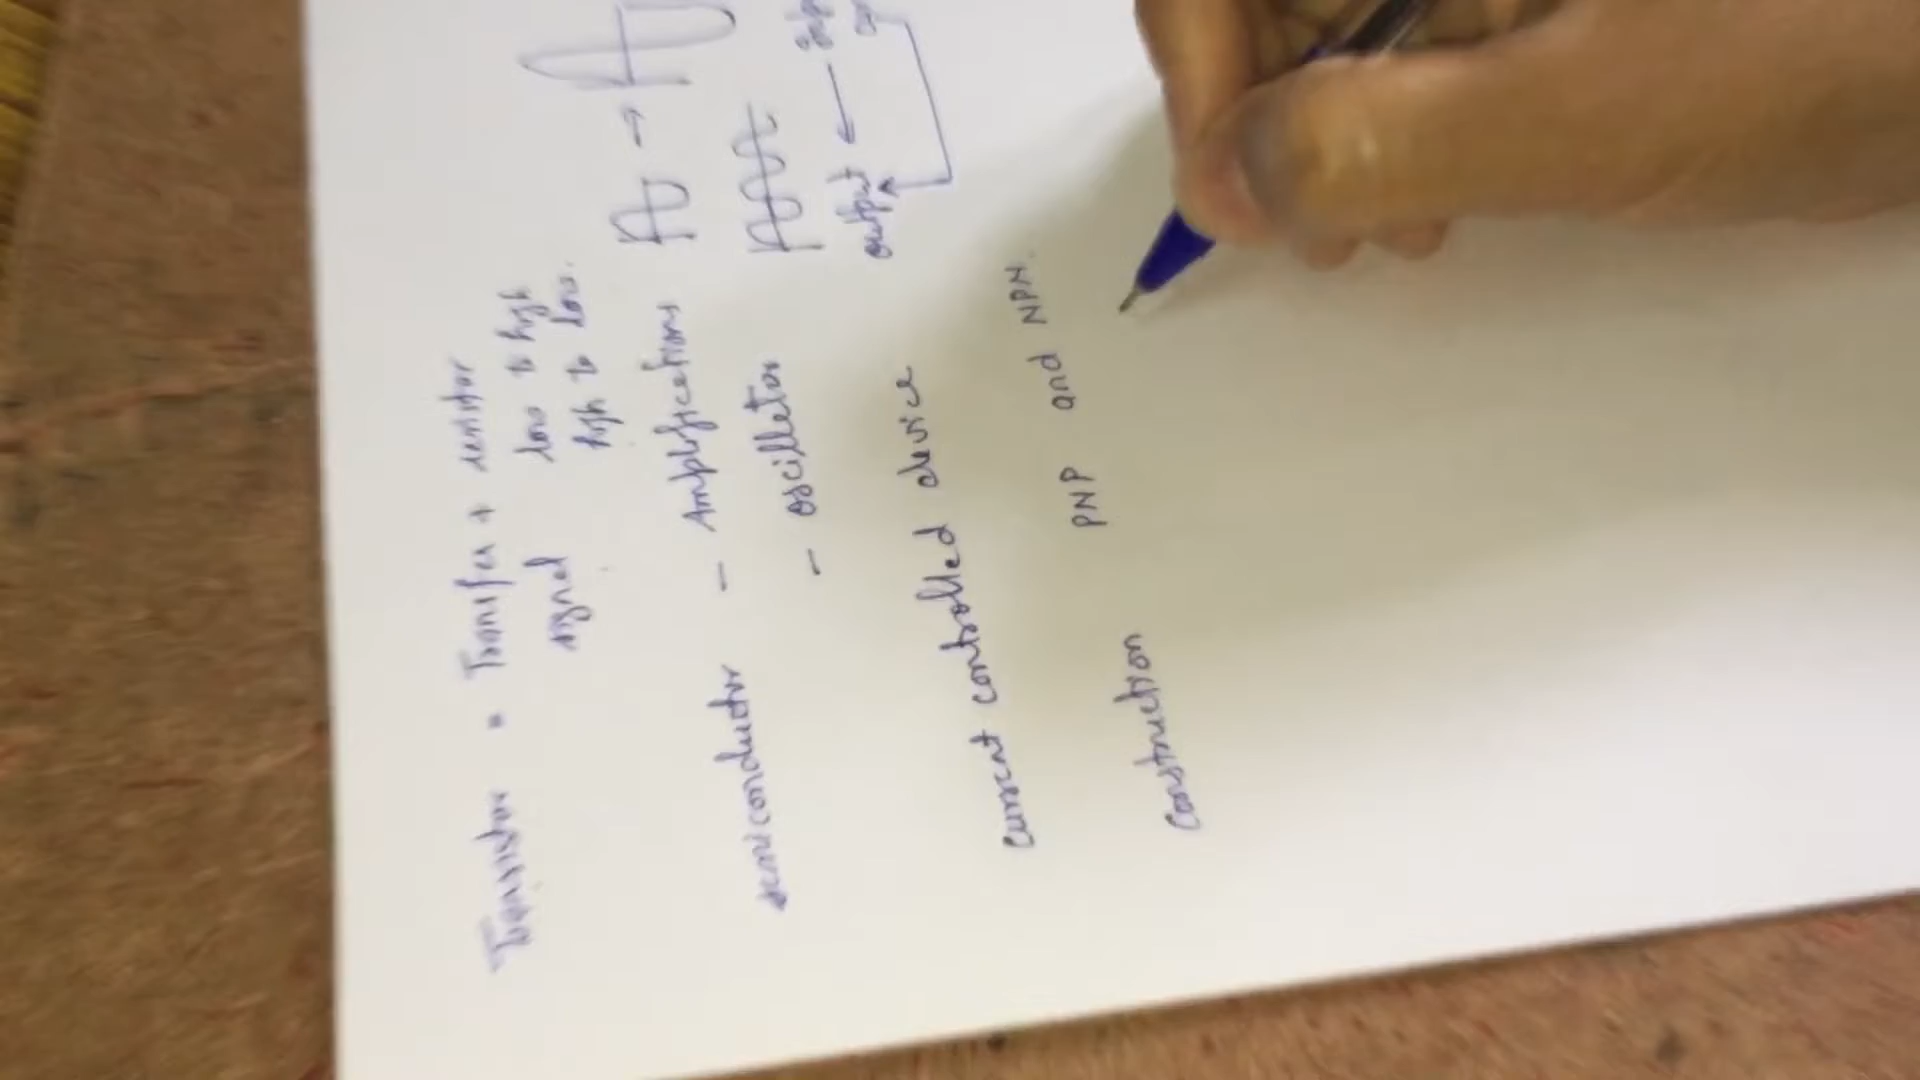 Transistor = Transfer + resistor
signal low to high
high to low.
semiconductor - Amplifications
- oscillator
output
Current controlled device
PNP and NPN.
Construction